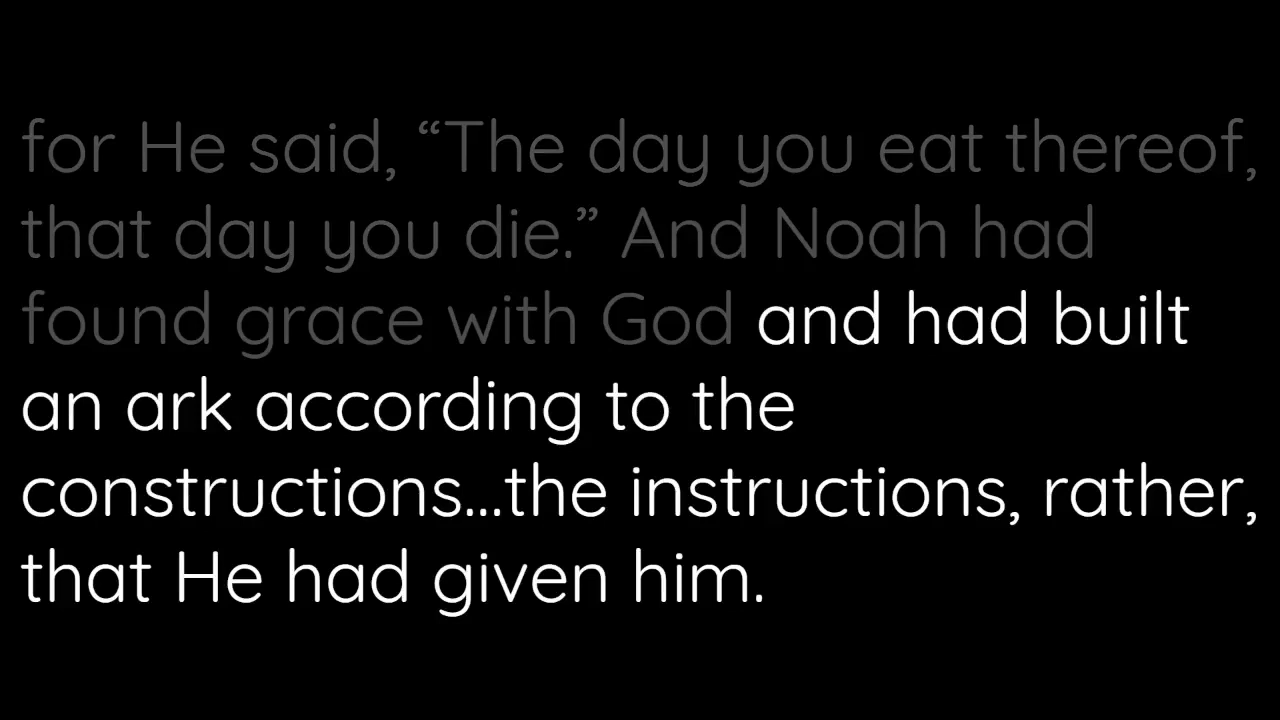 for He said, “The day you eat thereof,
that day you die.” And Noah had
found grace with God and had built
an ark according to the
constructions...the instructions, rather,
that He had given him.